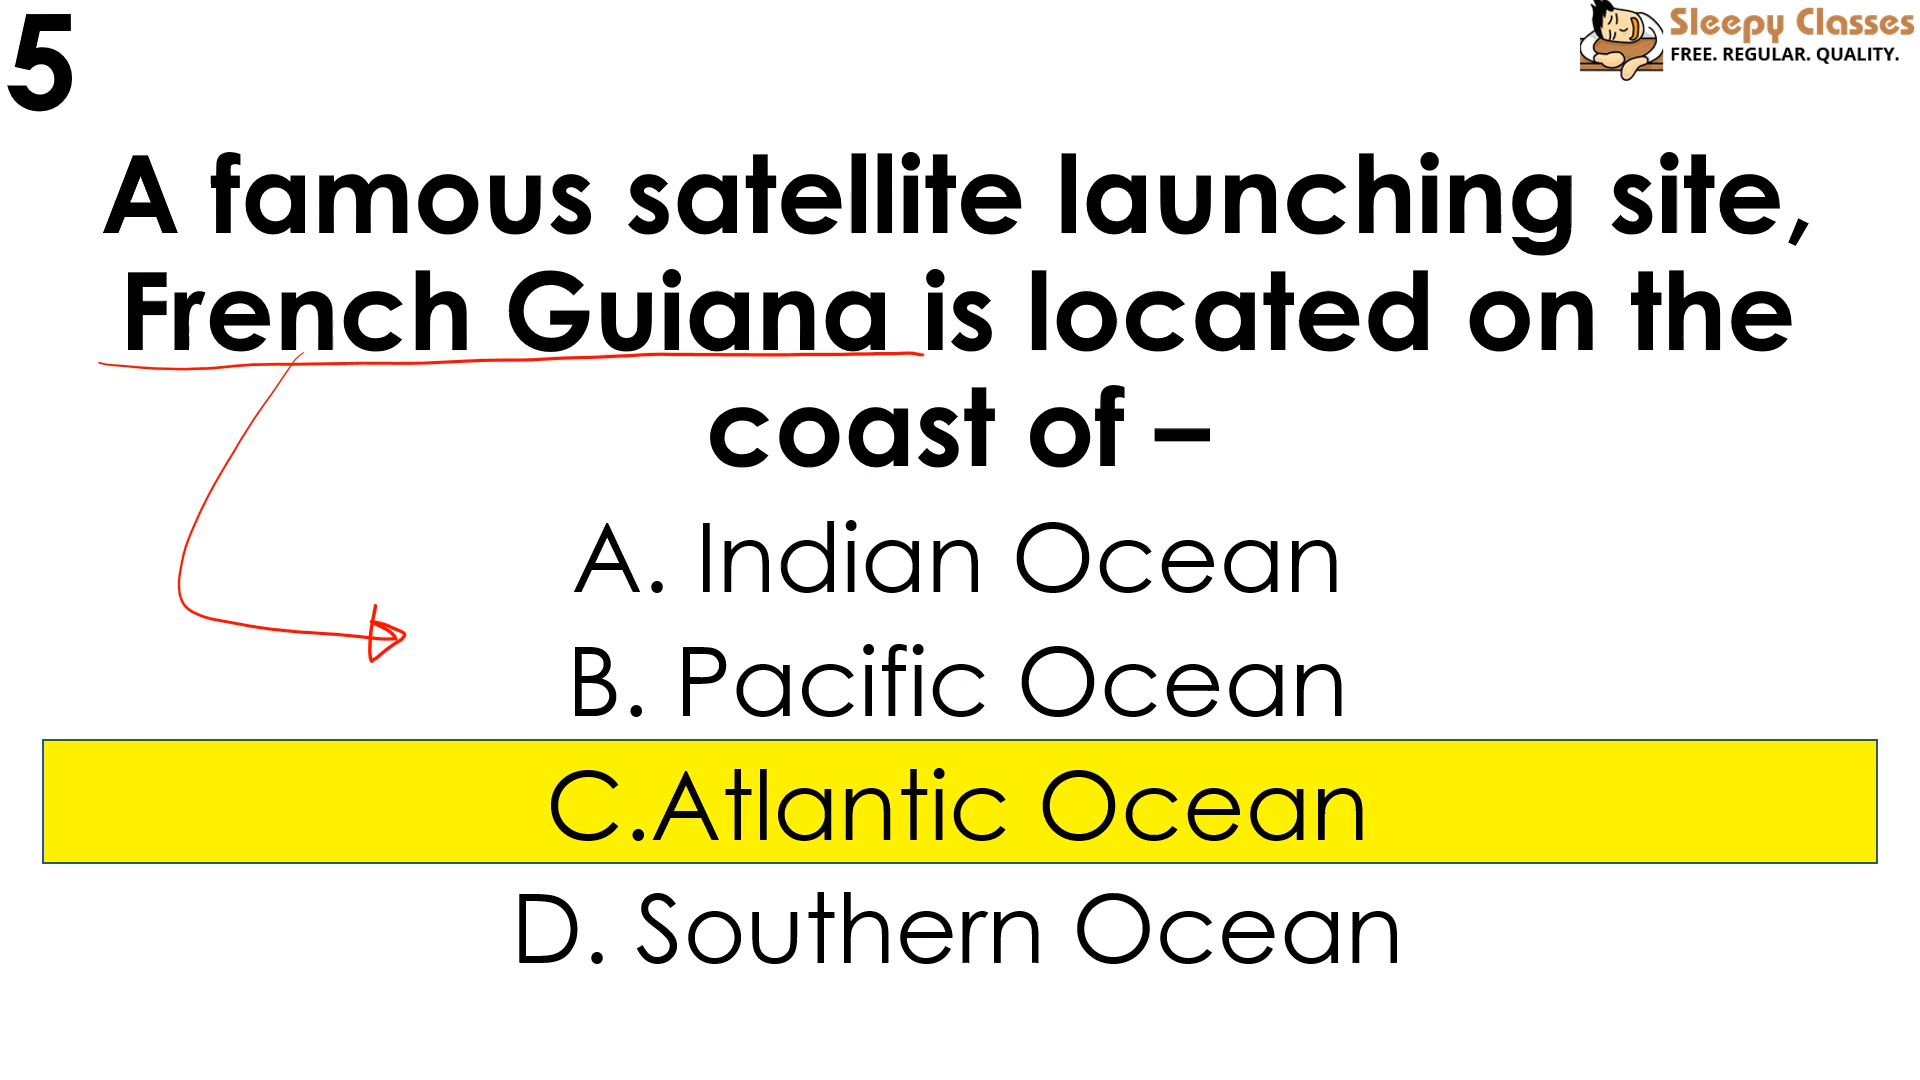 5
Sleepy Classes
FREE. REGULAR. QUALITY.
A famous satellite launching site,
French Guiana is located on the
coast of –
A. Indian Ocean
B. Pacific Ocean
C.Atlantic Ocean
D. Southern Ocean